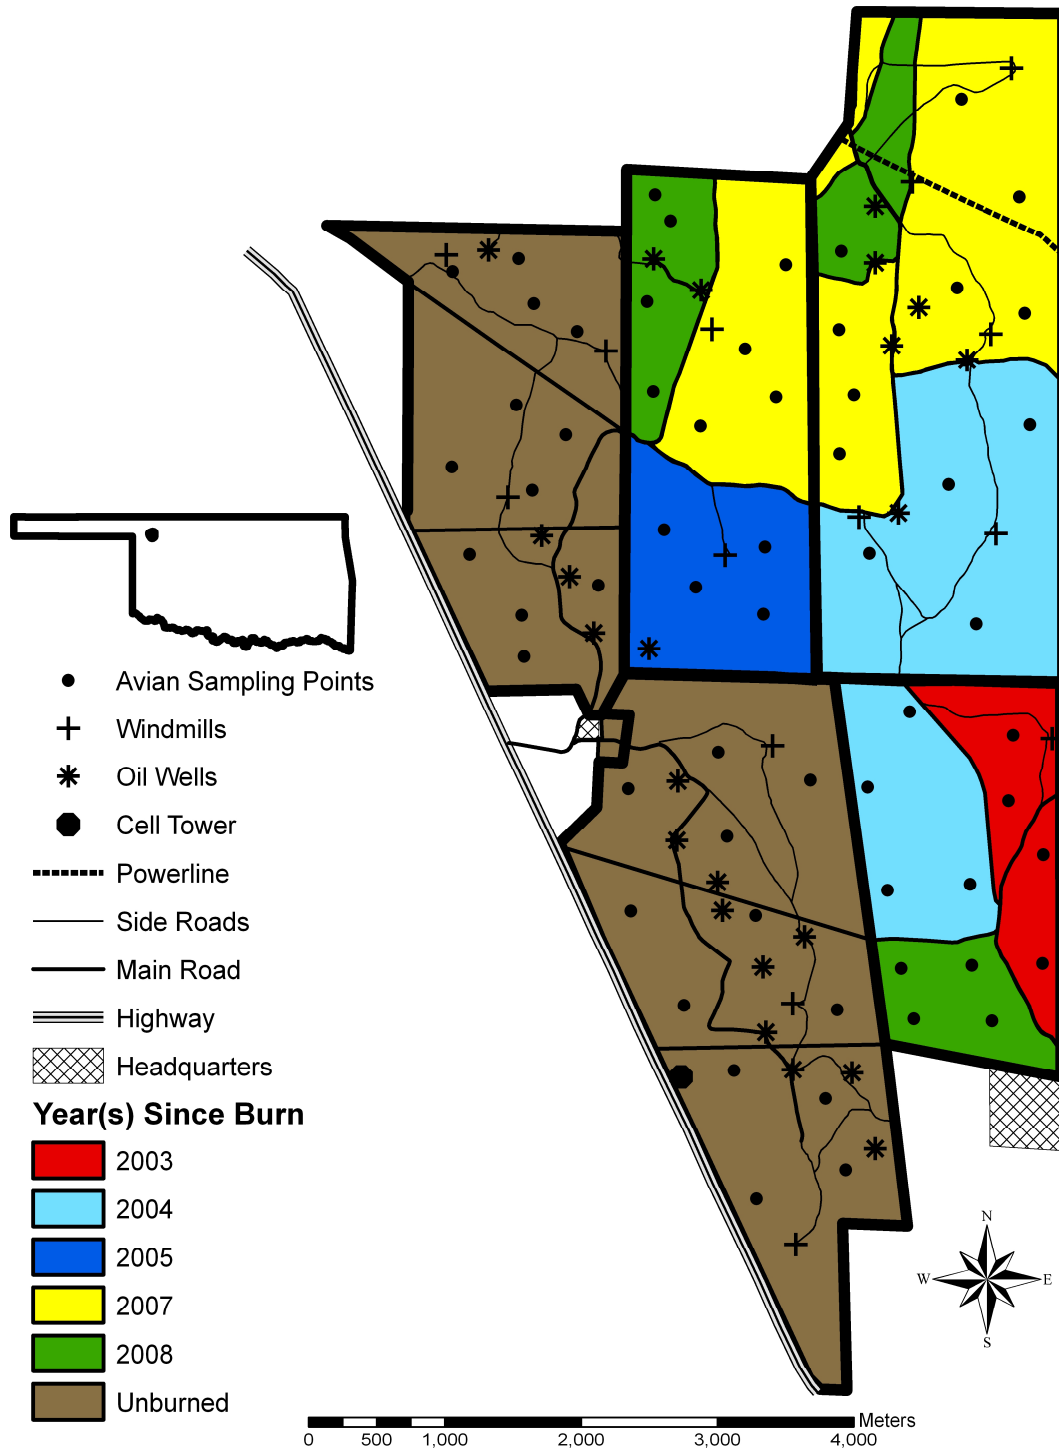 Avian Sampling Points
Windmills
Oil Wells
Cell Tower
Powerline
Side Roads
Main Road
Highway
Headquarters
Year(s) Since Burn
2003
2004
2005
2007
2008
Unburned
N
W E
S
Meters
0 500 1,000 2,000 3,000 4,000